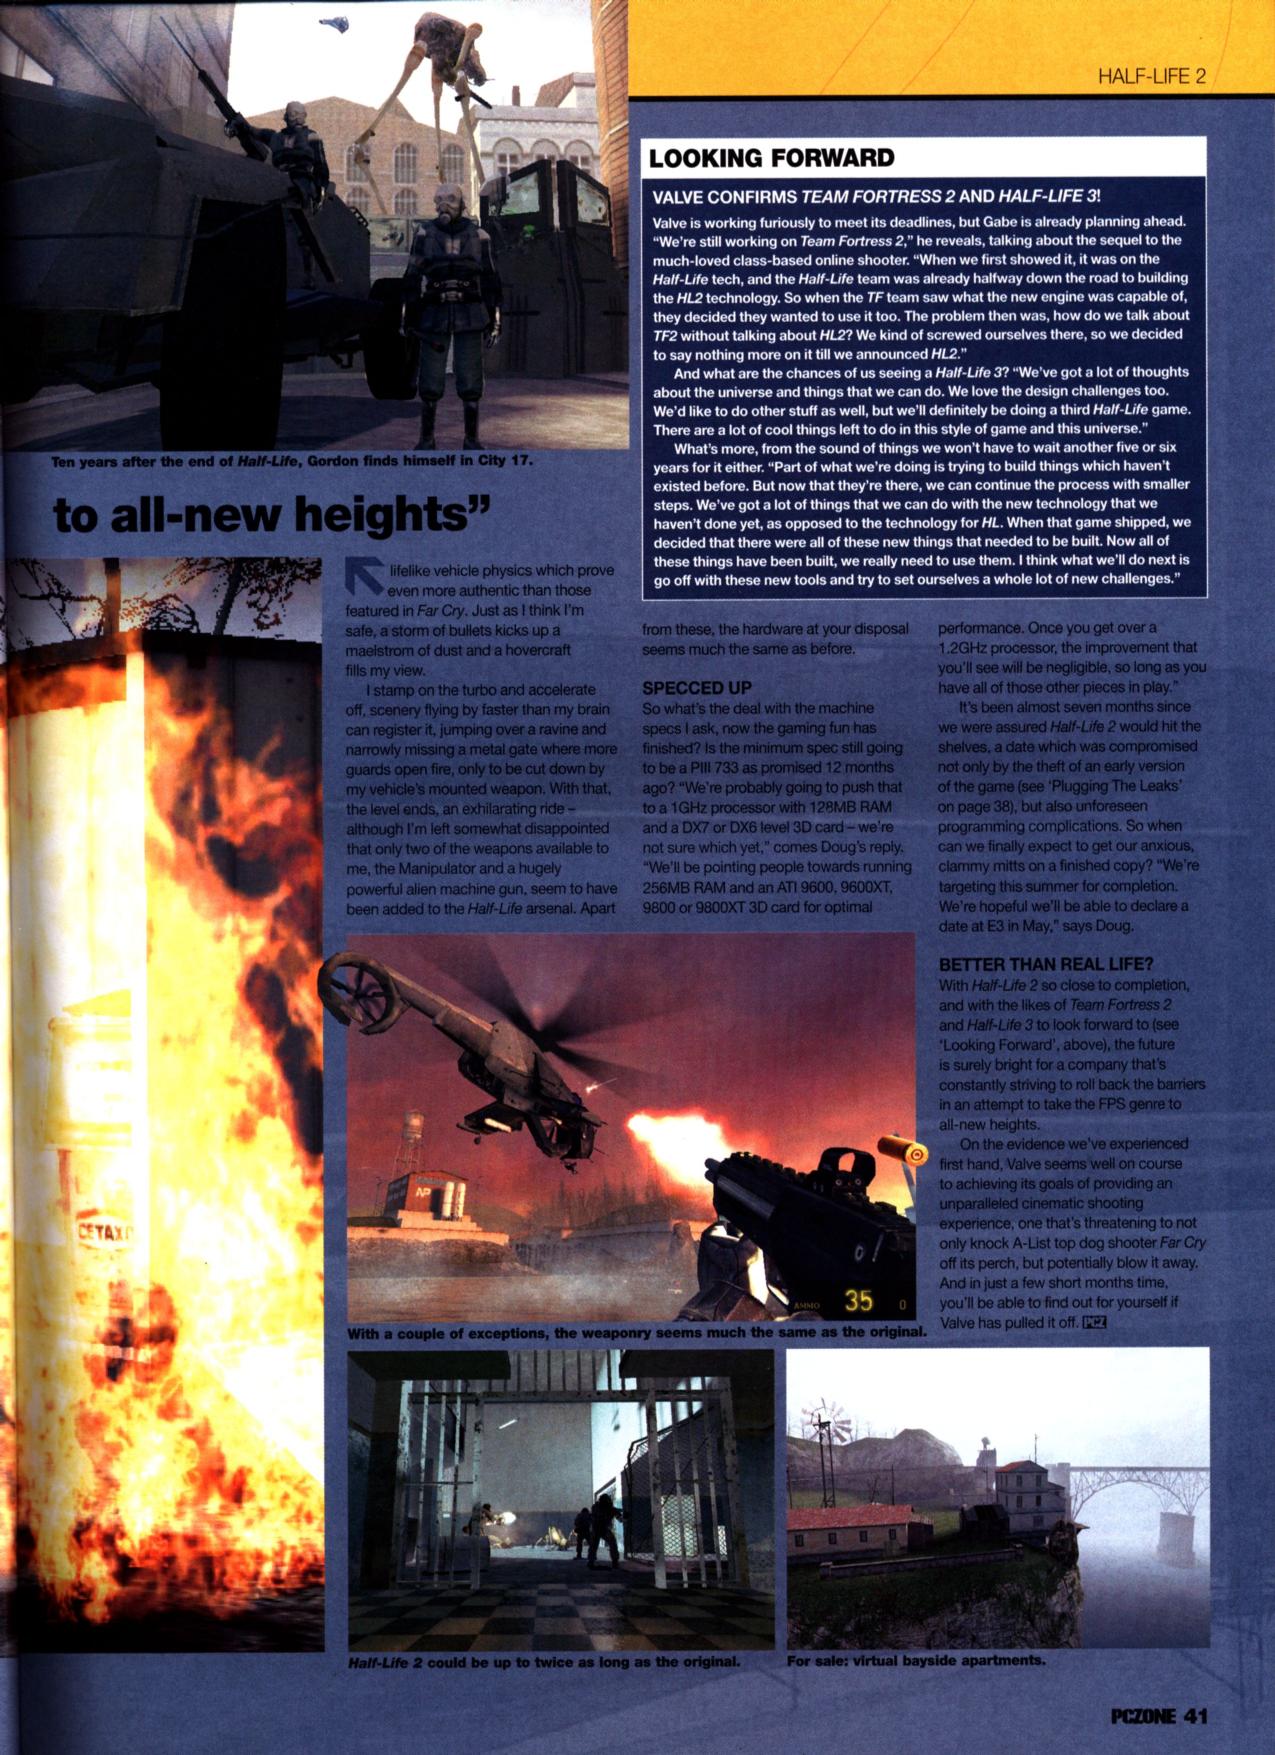 HALF-LIFE 2
Ten years after the end of Half-Life, Gordon finds himself in City 17.
to all-new heights”
LOOKING FORWARD
VALVE CONFIRMS TEAM FORTRESS 2 AND HALF-LIFE 3!
Valve is working furiously to meet its deadlines, but Gabe is already planning ahead.
“We’re still working on Team Fortress 2,” he reveals, talking about the sequel to the
much-loved class-based online shooter. “When we first showed it, it was on the
Half-Life tech, and the Half-Life team was already halfway down the road to building
the HL2 technology. So when the TF team saw what the new engine was capable of,
they decided they wanted to use it too. The problem then was, how do we talk about
TF2 without talking about HL2? We kind of screwed ourselves there, so we decided
to say nothing more on it till we announced HL2.”
And what are the chances of us seeing a Half-Life 3? “We’ve got a lot of thoughts
about the universe and things that we can do. We love the design challenges too.
We’d like to do other stuff as well, but we’ll definitely be doing a third Half-Life game.
There are a lot of cool things left to do in this style of game and this universe.”
What’s more, from the sound of things we won’t have to wait another five or six
years for it either. “Part of what we’re doing is trying to build things which haven’t
existed before. But now that they’re there, we can continue the process with smaller
steps. We’ve got a lot of things that we can do with the new technology that we
haven’t done yet, as opposed to the technology for HL. When that game shipped, we
decided that there were all of these new things that needed to be built. Now all of
these things have been built, we really need to use them. I think what we’ll do next is
go off with these new tools and try to set ourselves a whole lot of new challenges.”
lifelike vehicle physics which prove
even more authentic than those
featured in Far Cry. Just as I think I’m
safe, a storm of bullets kicks up a
maelstrom of dust and a hovercraft
fills my view.
I stamp on the turbo and accelerate
off, scenery flying by faster than my brain
can register it, jumping over a ravine and
narrowly missing a metal gate where more
guards open fire, only to be cut down by
my vehicle’s mounted weapon. With that,
the level ends, an exhilarating ride –
although I’m left somewhat disappointed
that only two of the weapons available to
me, the Manipulator and a hugely
powerful alien machine gun, seem to have
been added to the Half-Life arsenal. Apart
from these, the hardware at your disposal
seems much the same as before.
SPECCED UP
So what’s the deal with the machine
specs I ask, now the gaming fun has
finished? Is the minimum spec still going
to be a PIII 733 as promised 12 months
ago? “We’re probably going to push that
to a 1GHz processor with 128MB RAM
and a DX7 or DX6 level 3D card – we’re
not sure which yet,” comes Doug’s reply.
“We’ll be pointing people towards running
256MB RAM and an ATI 9600, 9600XT,
9800 or 9800XT 3D card for optimal
performance. Once you get over a
1.2GHz processor, the improvement that
you’ll see will be negligible, so long as you
have all of those other pieces in play.”
It’s been almost seven months since
we were assured Half-Life 2 would hit the
shelves, a date which was compromised
not only by the theft of an early version
of the game (see ‘Plugging The Leaks’
on page 38), but also unforeseen
programming complications. So when
can we finally expect to get our anxious,
clammy mitts on a finished copy? “We’re
targeting this summer for completion.
We’re hopeful we’ll be able to declare a
date at E3 in May,” says Doug.
BETTER THAN REAL LIFE?
With Half-Life 2 so close to completion,
and with the likes of Team Fortress 2
and Half-Life 3 to look forward to (see
‘Looking Forward’, above), the future
is surely bright for a company that’s
constantly striving to roll back the barriers
in an attempt to take the FPS genre to
all-new heights.
On the evidence we’ve experienced
first hand, Valve seems well on course
to achieving its goals of providing an
unparalleled cinematic shooting
experience, one that’s threatening to not
only knock A-List top dog shooter Far Cry
off its perch, but potentially blow it away.
And in just a few short months time,
you’ll be able to find out for yourself if
Valve has pulled it off. PCZ
CETAX
AP
AMMO 35 0
With a couple of exceptions, the weaponry seems much the same as the original.
Half-Life 2 could be up to twice as long as the original.
For sale: virtual bayside apartments.
PCZONE 41